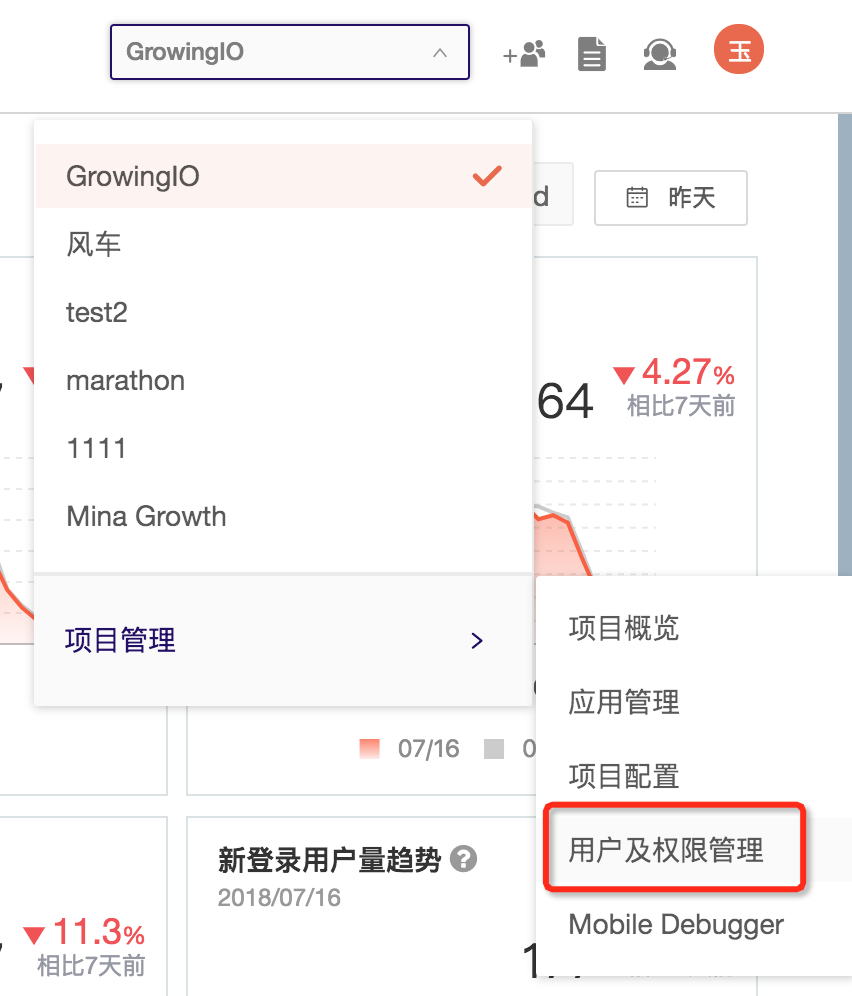 GrowingIO
+
玉
GrowingIO
风车
test2
marathon
1111
Mina Growth
项目管理
d
昨天
64
4.27%
相比7天前
项目概览
应用管理
项目配置
用户及权限管理
Mobile Debugger
07/16
0
新登录用户量趋势 ?
2018/07/16
11.3%
相比7天前